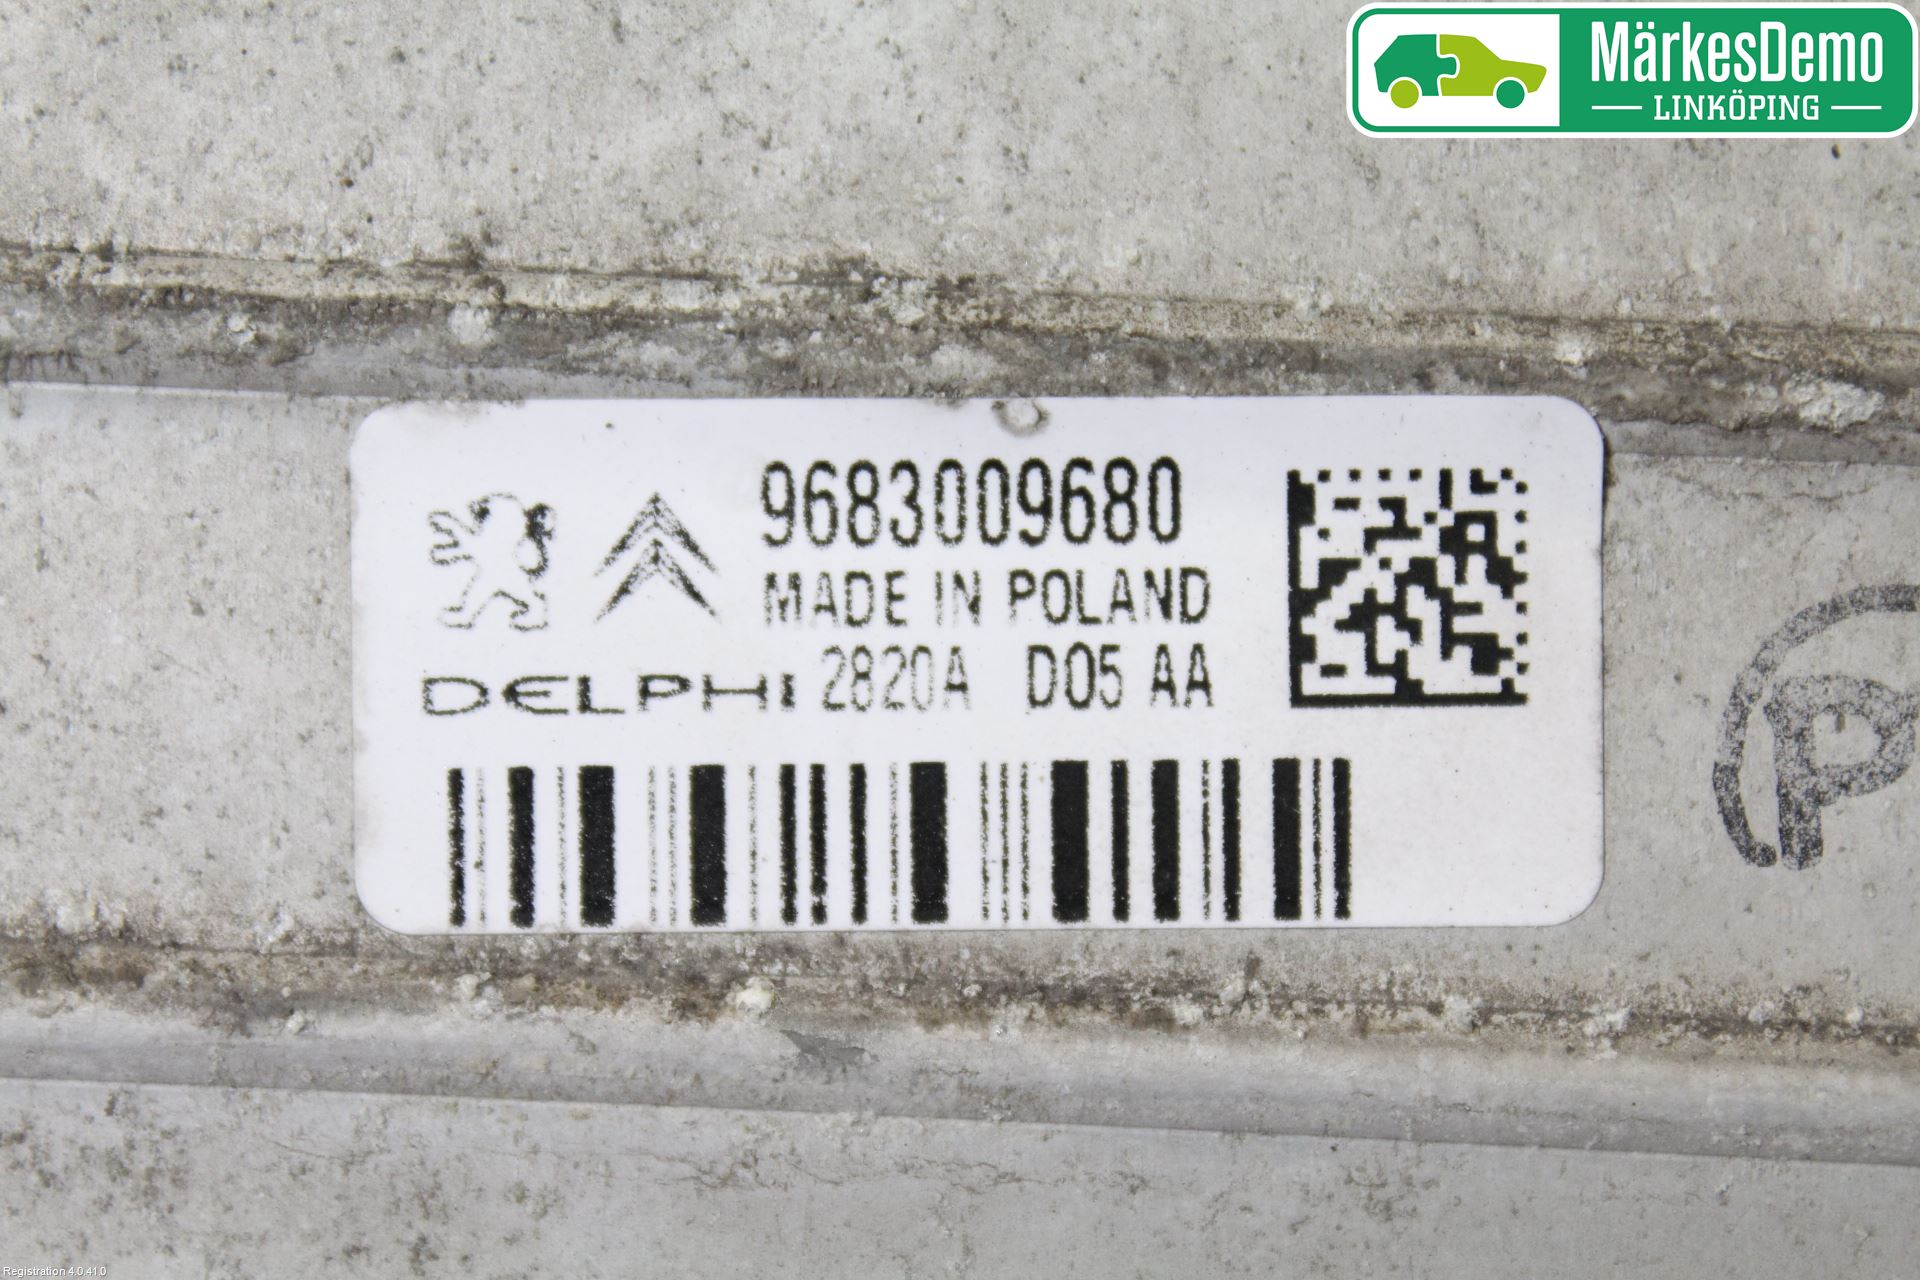 MärkesDemo
LINKÖPING
9683009680
MADE IN POLAND
DELPHI 2820A D05 AA
P
Registration 4.0.41.0